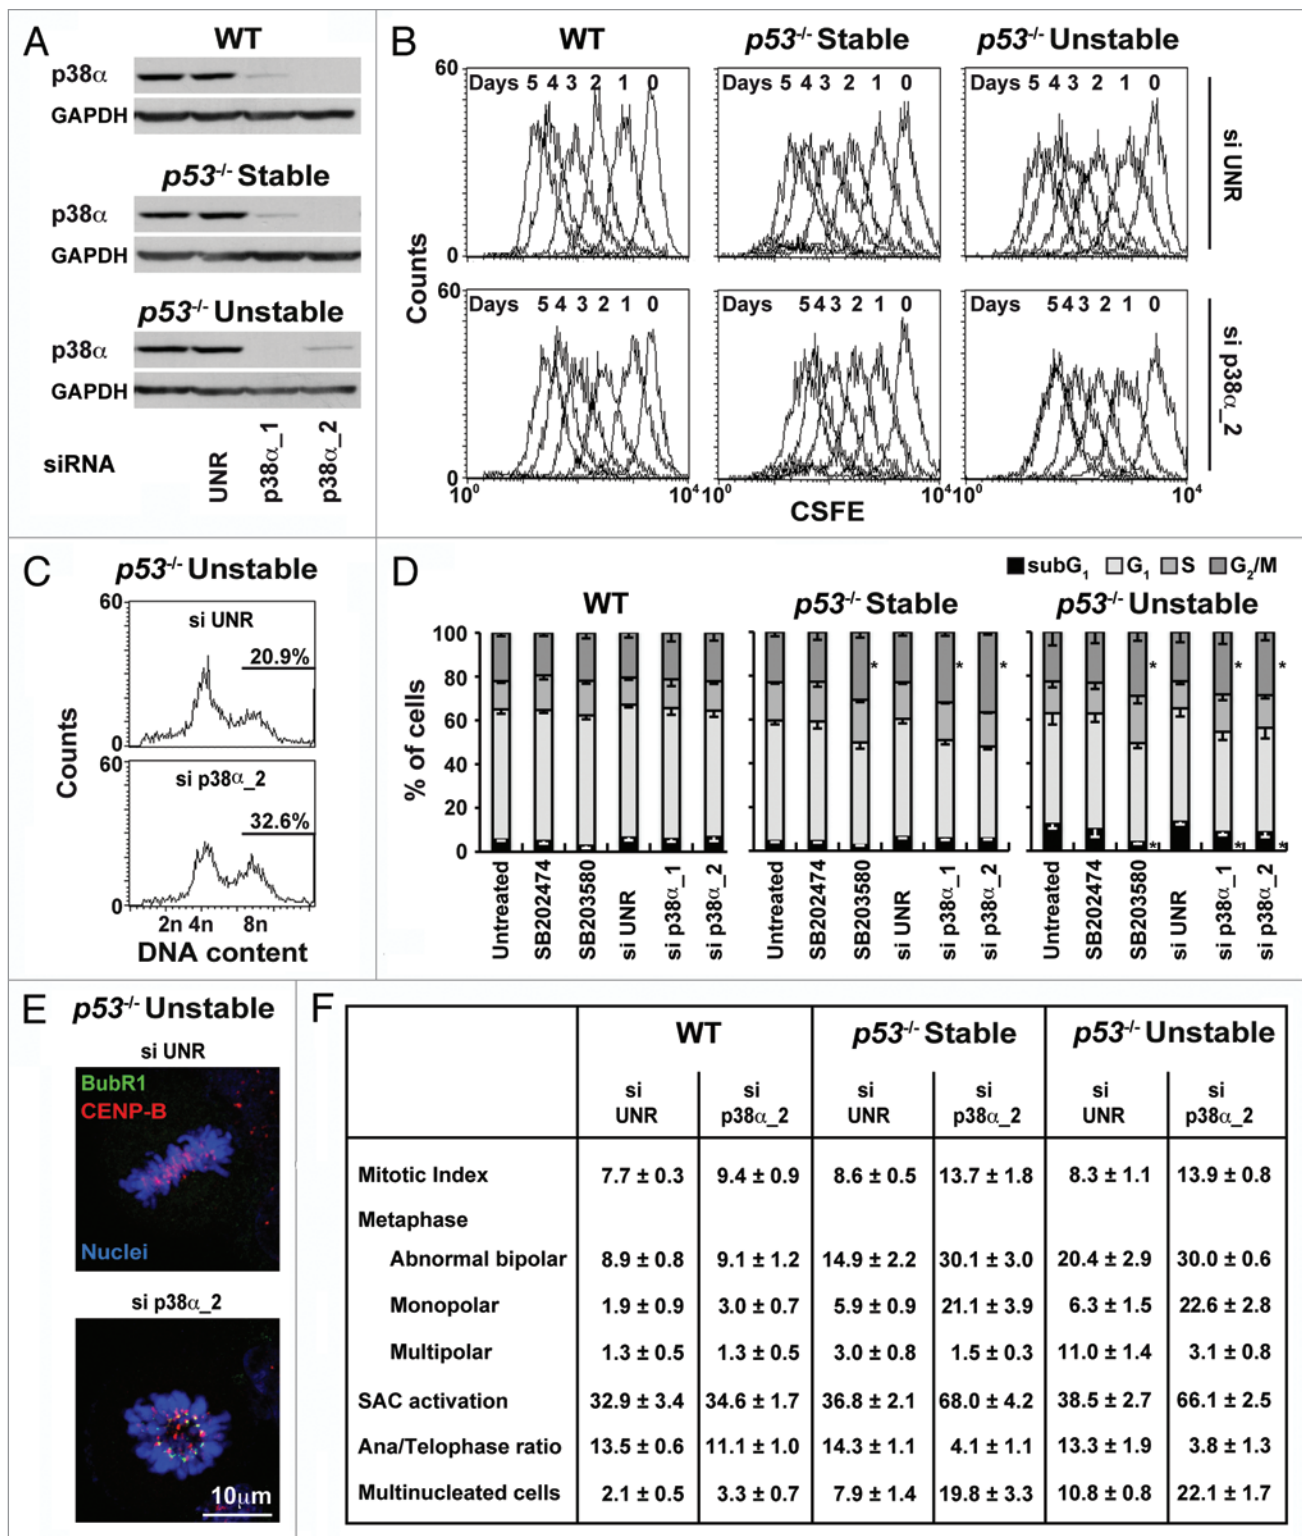 A
WT
p38α
GAPDH
p53-/- Stable
p38α
GAPDH
p53-/- Unstable
p38α
GAPDH
siRNA
UNR
p38α_1
p38α_2
B
WT
p53-/- Stable
p53-/- Unstable
60
Days 5 4 3 2 1 0
Days 5 4 3 2 1 0
Days 5 4 3 2 1 0
si UNR
0
Counts
60
Days 5 4 3 2 1 0
Days 5 4 3 2 1 0
Days 5 4 3 2 1 0
si p38α_2
0
10⁰ 10⁴ 10⁰ 10⁴ 10⁰ 10⁴
CSFE
C
p53-/- Unstable
60
si UNR
20.9%
0
Counts
60
si p38α_2
32.6%
0
2n 4n 8n
DNA content
D
subG1 G1 S G2/M
WT
p53-/- Stable
p53-/- Unstable
% of cells
100
80
60
40
20
0
* * * * * *
* * *
Untreated
SB202474
SB203580
si UNR
si p38α_1
si p38α_2
Untreated
SB202474
SB203580
si UNR
si p38α_1
si p38α_2
Untreated
SB202474
SB203580
si UNR
si p38α_1
si p38α_2
E
p53-/- Unstable
si UNR
BubR1
CENP-B
Nuclei
si p38α_2
10μm
F
WT p53-/- Stable p53-/- Unstable
si UNR si p38α_2 si UNR si p38α_2 si UNR si p38α_2
Mitotic Index 7.7 ± 0.3 9.4 ± 0.9 8.6 ± 0.5 13.7 ± 1.8 8.3 ± 1.1 13.9 ± 0.8
Metaphase
Abnormal bipolar 8.9 ± 0.8 9.1 ± 1.2 14.9 ± 2.2 30.1 ± 3.0 20.4 ± 2.9 30.0 ± 0.6
Monopolar 1.9 ± 0.9 3.0 ± 0.7 5.9 ± 0.9 21.1 ± 3.9 6.3 ± 1.5 22.6 ± 2.8
Multipolar 1.3 ± 0.5 1.3 ± 0.5 3.0 ± 0.8 1.5 ± 0.3 11.0 ± 1.4 3.1 ± 0.8
SAC activation 32.9 ± 3.4 34.6 ± 1.7 36.8 ± 2.1 68.0 ± 4.2 38.5 ± 2.7 66.1 ± 2.5
Ana/Telophase ratio 13.5 ± 0.6 11.1 ± 1.0 14.3 ± 1.1 4.1 ± 1.1 13.3 ± 1.9 3.8 ± 1.3
Multinucleated cells 2.1 ± 0.5 3.3 ± 0.7 7.9 ± 1.4 19.8 ± 3.3 10.8 ± 0.8 22.1 ± 1.7